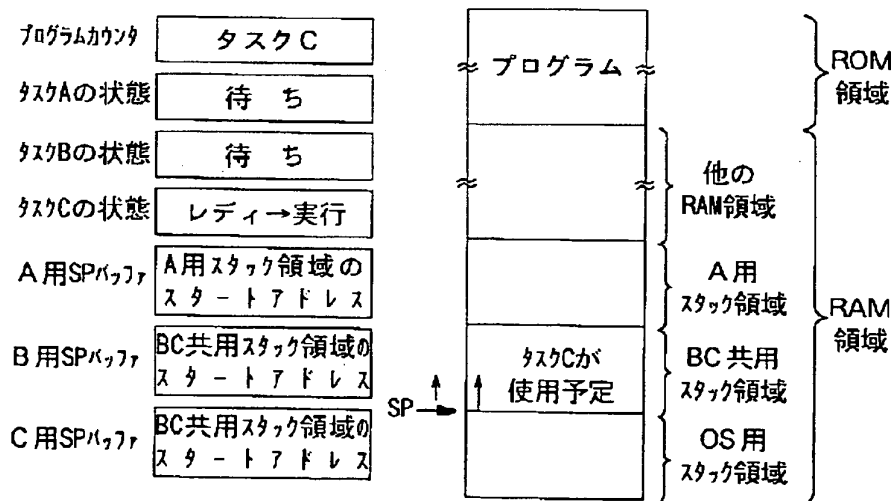 プログラムカウンタ
タスクC
タスクAの状態
待ち
タスクBの状態
待ち
タスクCの状態
レディ→実行
A用SPバッファ
A用スタック領域の
スタートアドレス
B用SPバッファ
BC共用スタック領域の
スタートアドレス
C用SPバッファ
BC共用スタック領域の
スタートアドレス
プログラム
SP
タスクCが
使用予定
他の
RAM領域
A用
スタック領域
BC共用
スタック領域
OS用
スタック領域
ROM
領域
RAM
領域